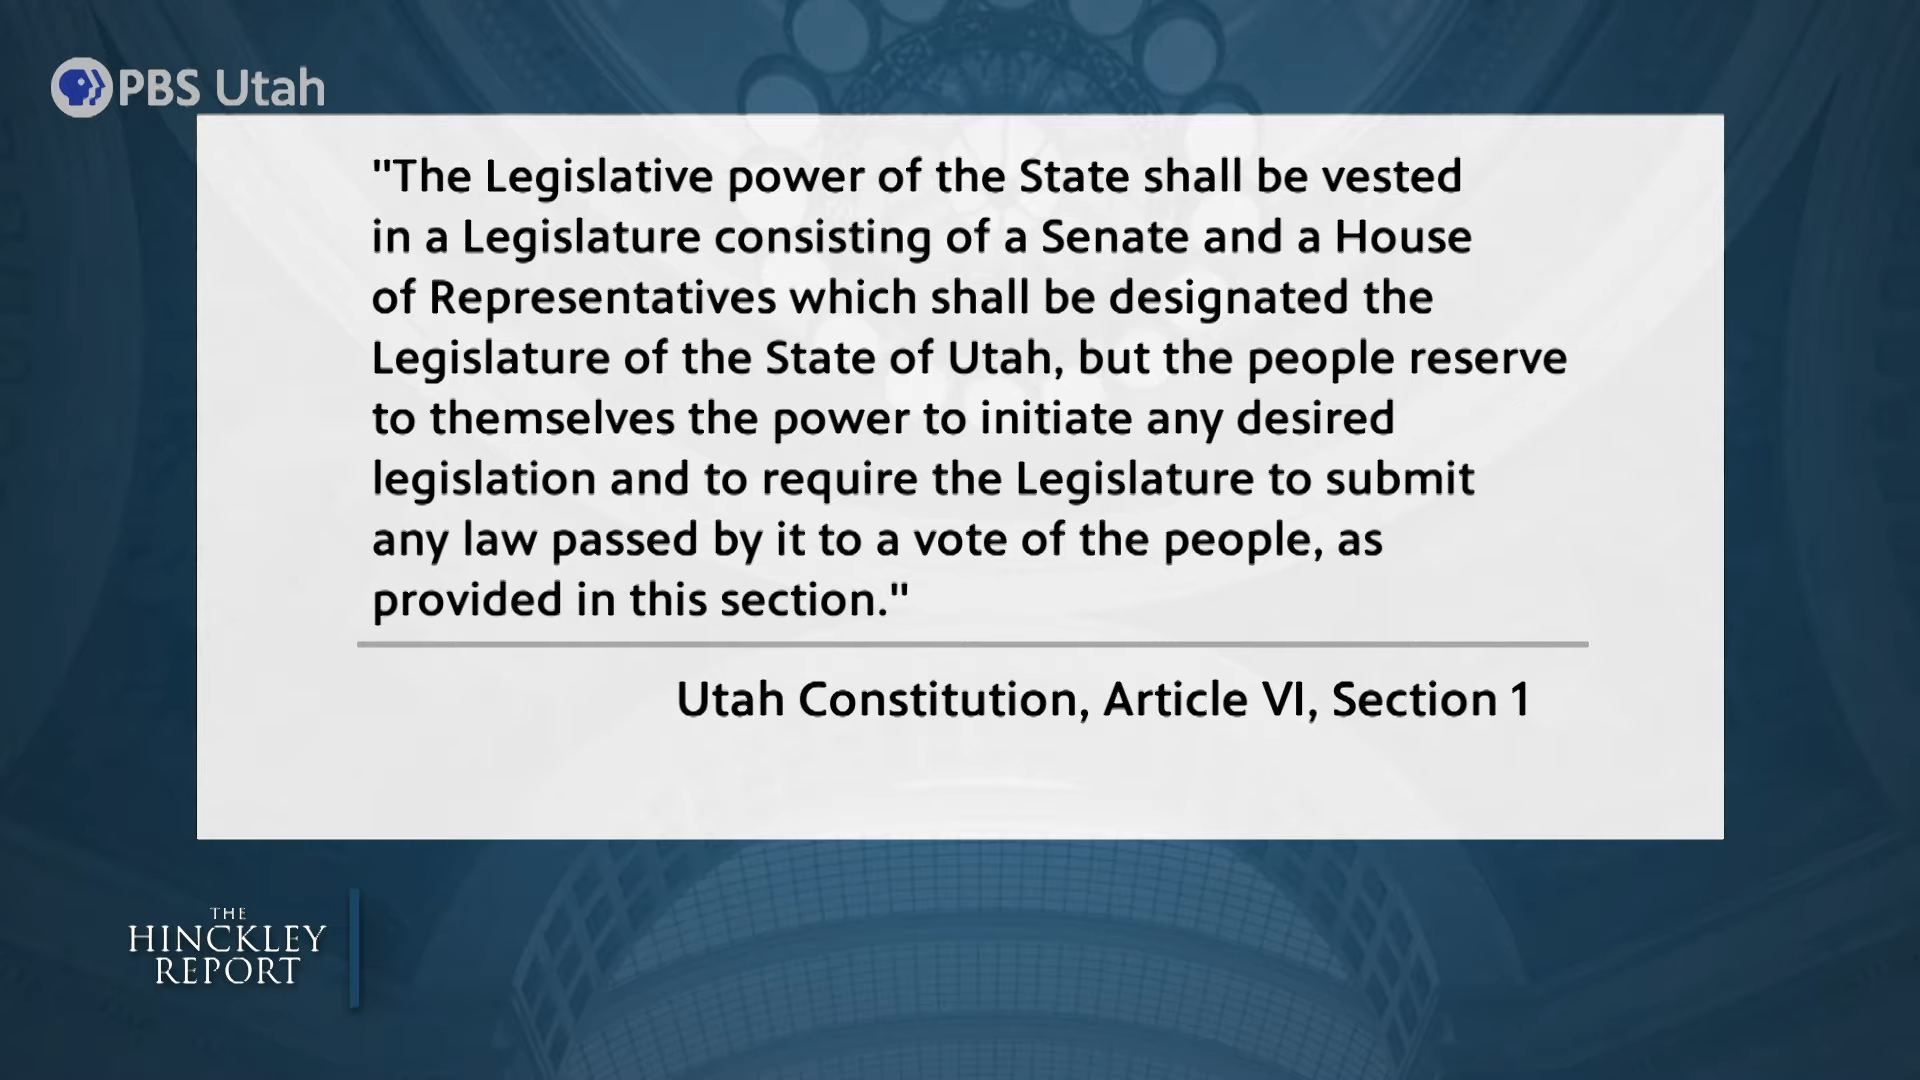 PBS Utah
"The Legislative power of the State shall be vested
in a Legislature consisting of a Senate and a House
of Representatives which shall be designated the
Legislature of the State of Utah, but the people reserve
to themselves the power to initiate any desired
legislation and to require the Legislature to submit
any law passed by it to a vote of the people, as
provided in this section."
Utah Constitution, Article VI, Section 1
THE
HINCKLEY
REPORT